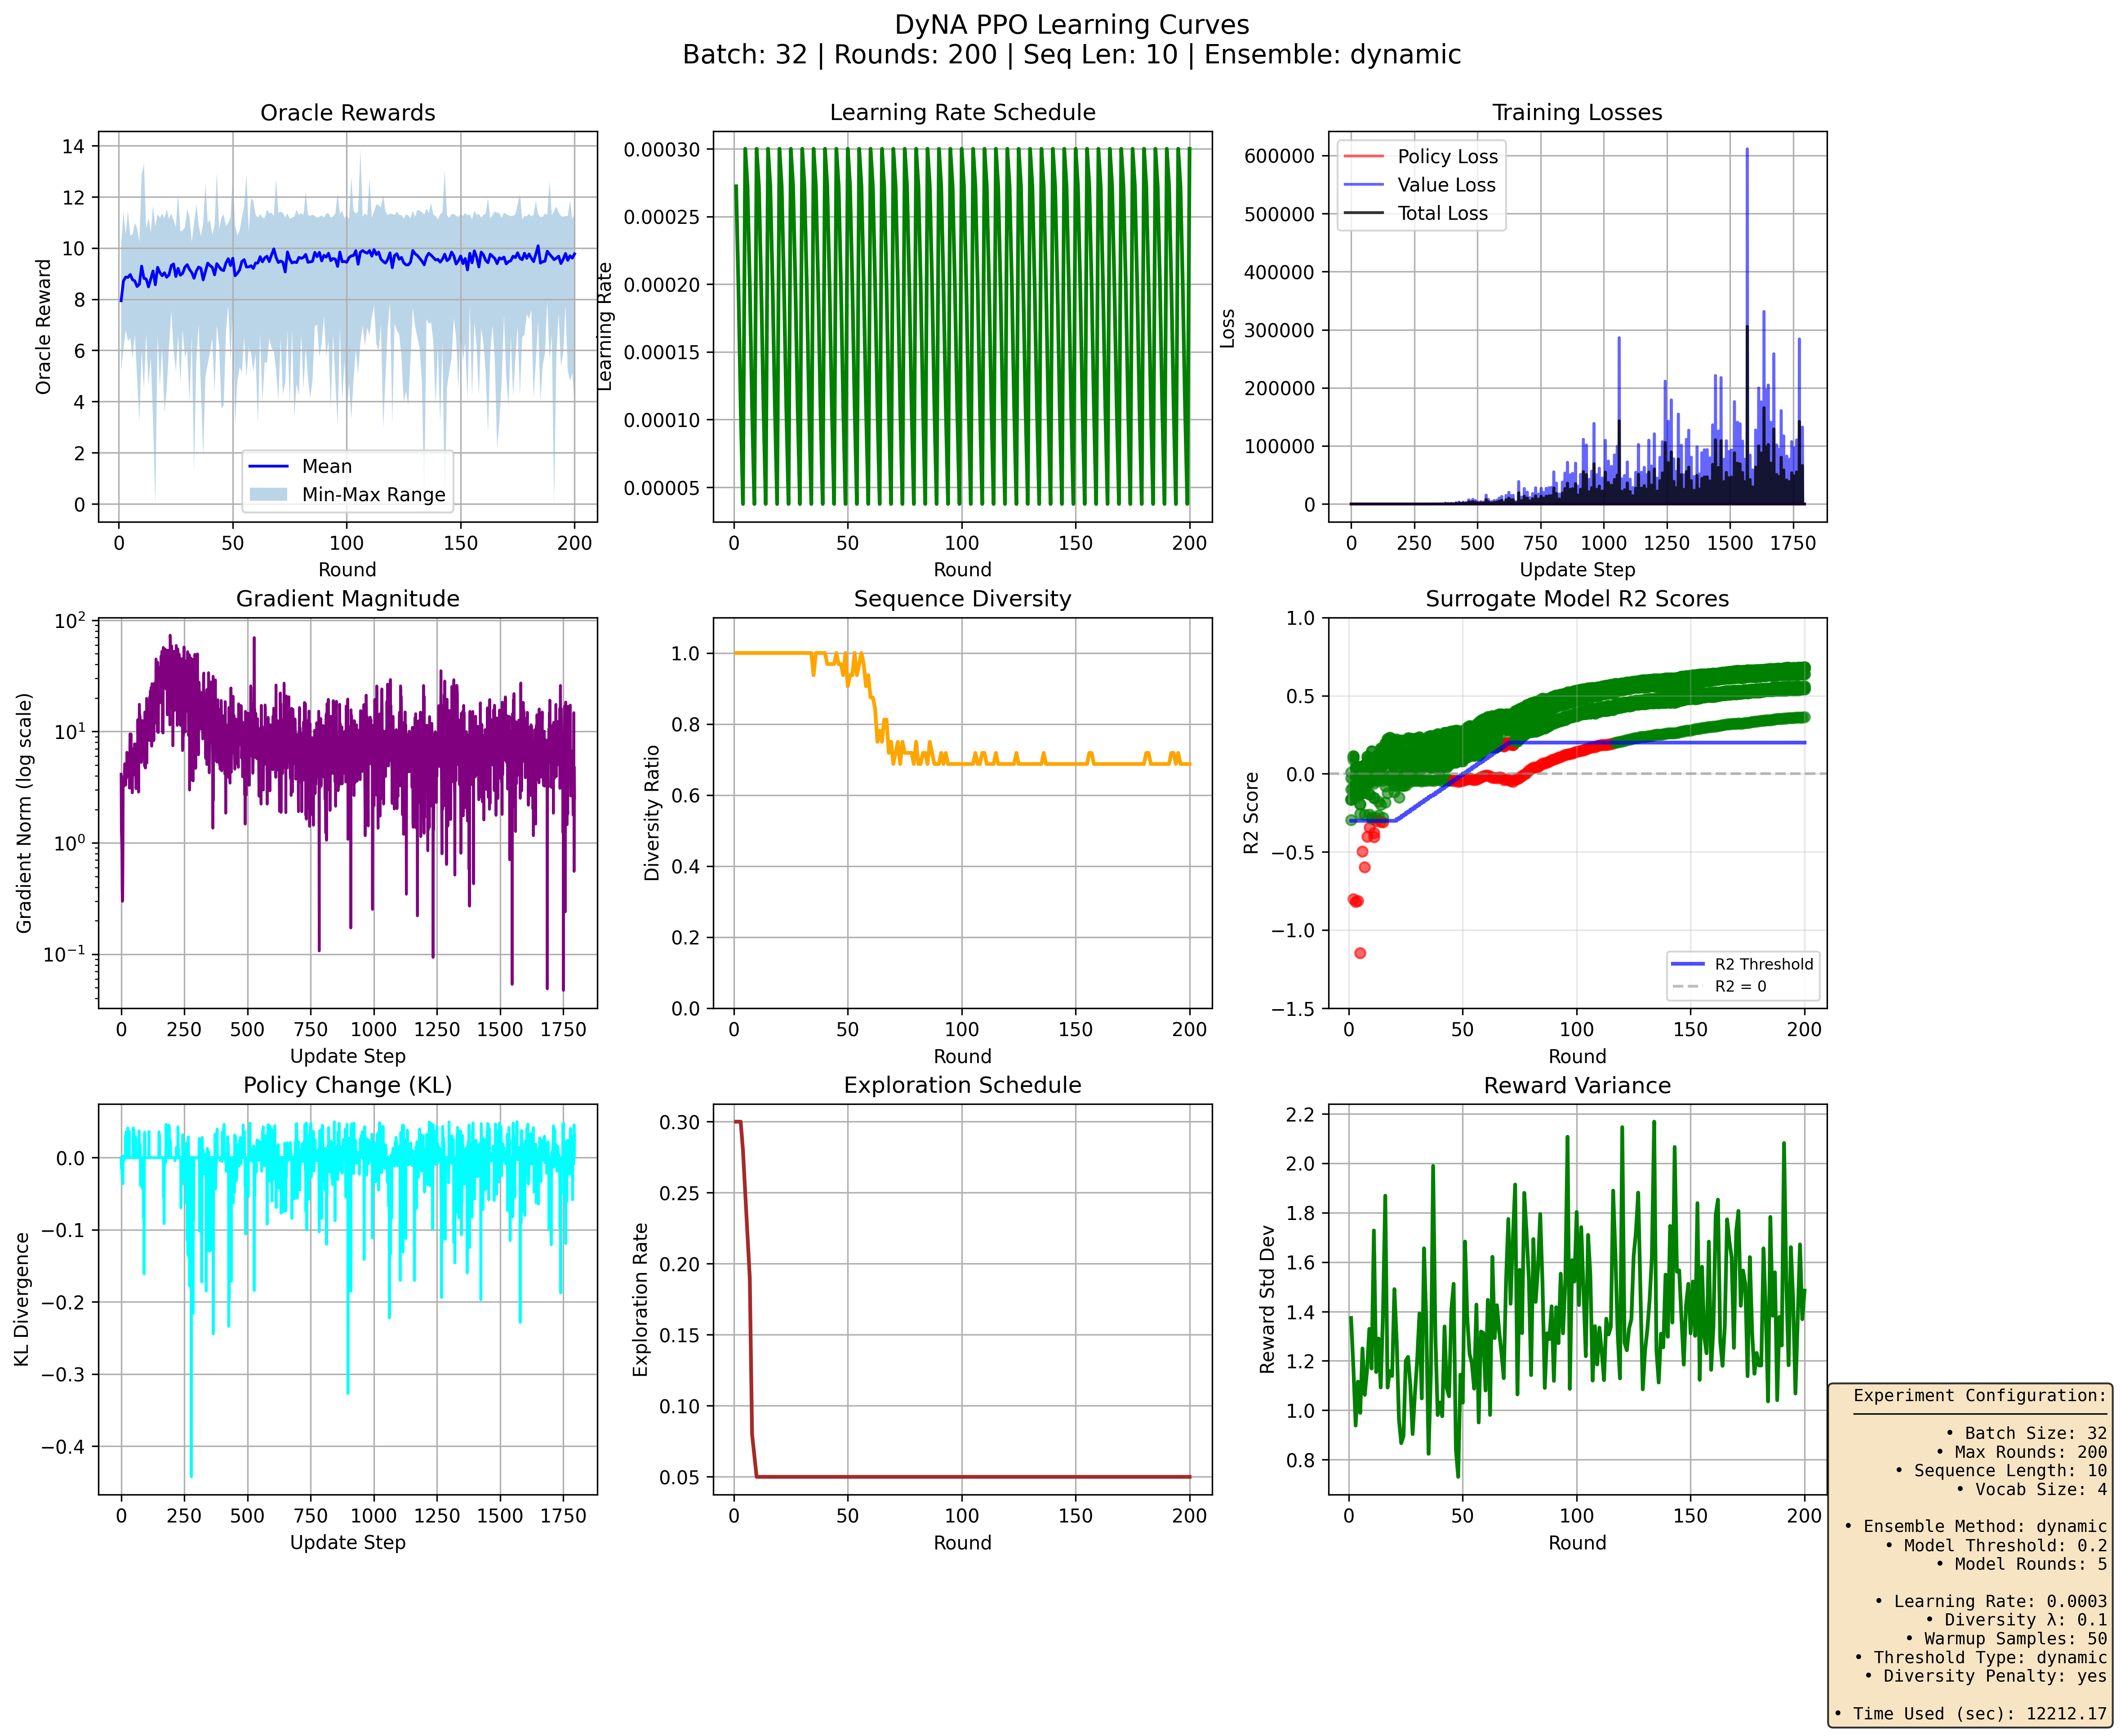 DyNA PPO Learning Curves
Batch: 32 | Rounds: 200 | Seq Len: 10 | Ensemble: dynamic
Oracle Rewards
Oracle Reward
14
12
10
8
6
4
2
0
Mean
Min-Max Range
0 50 100 150 200
Round
Learning Rate Schedule
Learning Rate
0.00030
0.00025
0.00020
0.00015
0.00010
0.00005
0 50 100 150 200
Round
Training Losses
Loss
600000
500000
400000
300000
200000
100000
0
Policy Loss
Value Loss
Total Loss
0 250 500 750 1000 1250 1500 1750
Update Step
Gradient Magnitude
Gradient Norm (log scale)
10²
10¹
10⁰
10⁻¹
0 250 500 750 1000 1250 1500 1750
Update Step
Sequence Diversity
Diversity Ratio
1.0
0.8
0.6
0.4
0.2
0.0
0 50 100 150 200
Round
Surrogate Model R2 Scores
R2 Score
1.0
0.5
0.0
−0.5
−1.0
−1.5
R2 Threshold
R2 = 0
0 50 100 150 200
Round
Policy Change (KL)
KL Divergence
0.0
−0.1
−0.2
−0.3
−0.4
0 250 500 750 1000 1250 1500 1750
Update Step
Exploration Schedule
Exploration Rate
0.30
0.25
0.20
0.15
0.10
0.05
0 50 100 150 200
Round
Reward Variance
Reward Std Dev
2.2
2.0
1.8
1.6
1.4
1.2
1.0
0.8
0 50 100 150 200
Round
Experiment Configuration:
• Batch Size: 32
• Max Rounds: 200
• Sequence Length: 10
• Vocab Size: 4
• Ensemble Method: dynamic
• Model Threshold: 0.2
• Model Rounds: 5
• Learning Rate: 0.0003
• Diversity λ: 0.1
• Warmup Samples: 50
• Threshold Type: dynamic
• Diversity Penalty: yes
• Time Used (sec): 12212.17